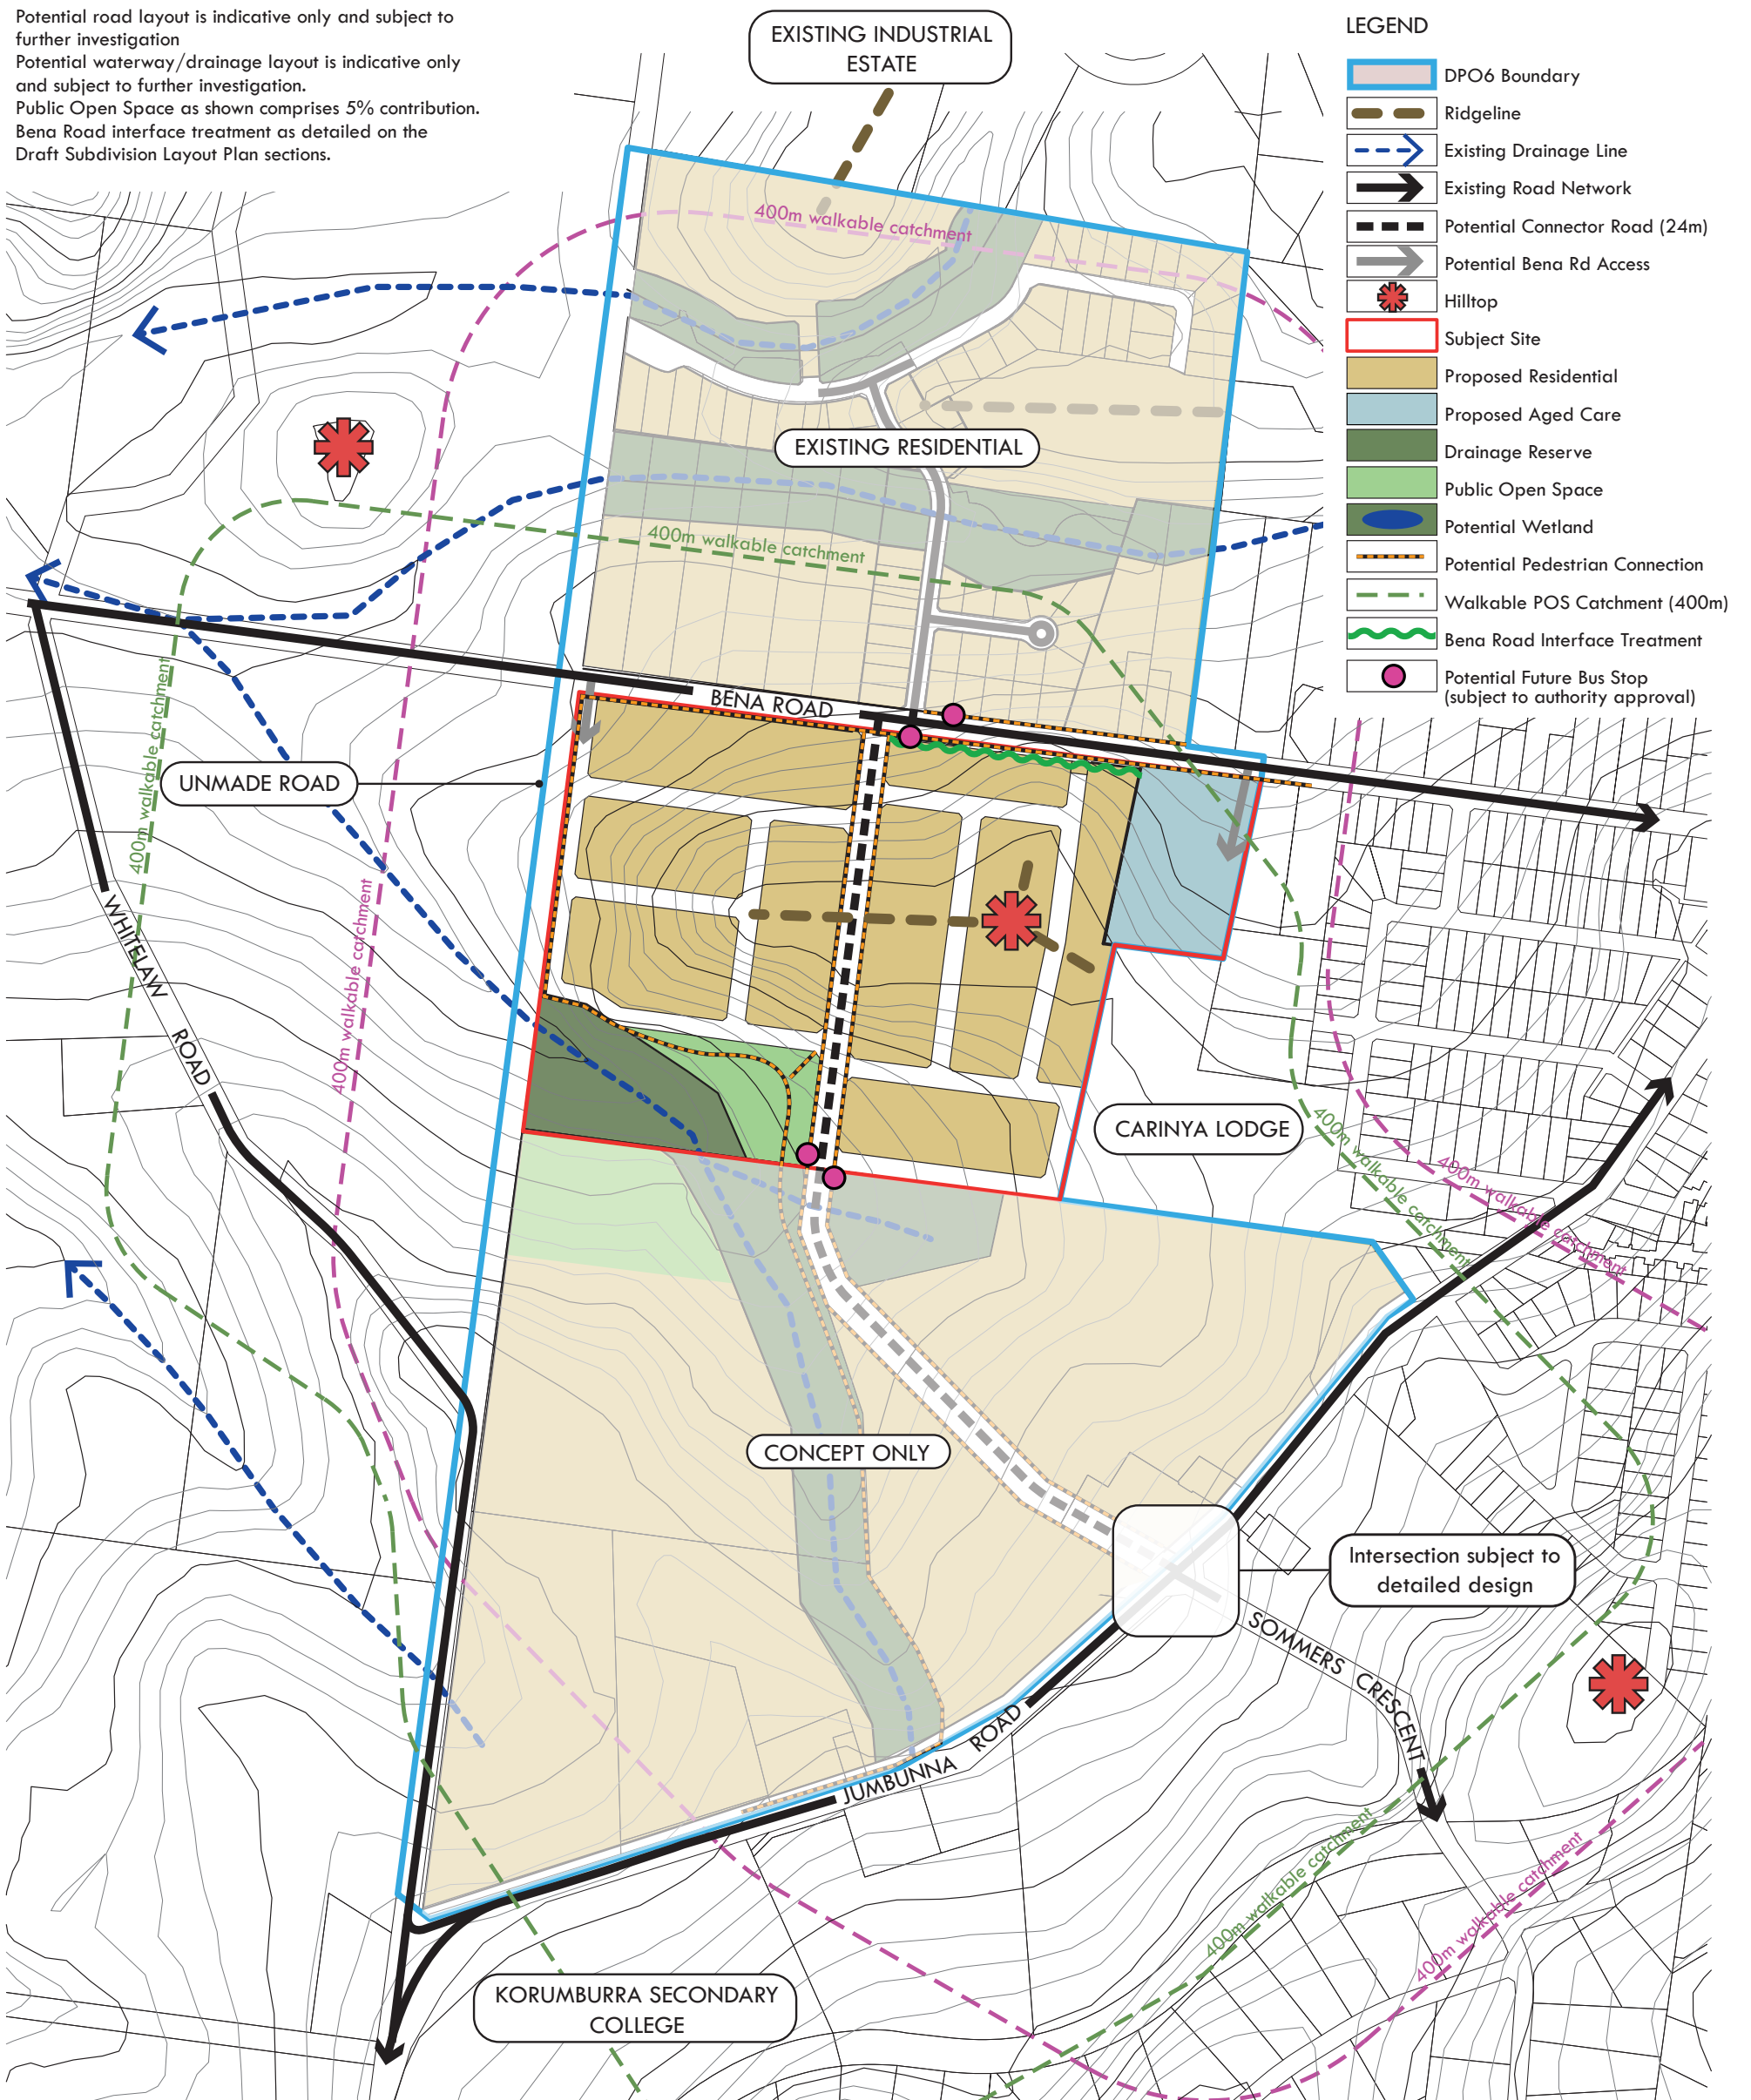 Potential road layout is indicative only and subject to
further investigation
Potential waterway/drainage layout is indicative only
and subject to further investigation.
Public Open Space as shown comprises 5% contribution.
Bena Road interface treatment as detailed on the
Draft Subdivision Layout Plan sections.
EXISTING INDUSTRIAL
ESTATE
LEGEND
DPO6 Boundary
Ridgeline
Existing Drainage Line
Existing Road Network
Potential Connector Road (24m)
Potential Bena Rd Access
Hilltop
Subject Site
Proposed Residential
Proposed Aged Care
Drainage Reserve
Public Open Space
Potential Wetland
Potential Pedestrian Connection
Walkable POS Catchment (400m)
Bena Road Interface Treatment
Potential Future Bus Stop
(subject to authority approval)
400m walkable catchment
EXISTING RESIDENTIAL
400m walkable catchment
BENA ROAD
400m walkable catchment
UNMADE ROAD
WHITELAW ROAD
400m walkable catchment
CARINYA LODGE
400m walkable catchment
400m walkable catchment
CONCEPT ONLY
Intersection subject to
detailed design
SOMMERS CRESCENT
JUMBUNNA ROAD
400m walkable catchment
400m walkable catchment
KORUMBURRA SECONDARY
COLLEGE